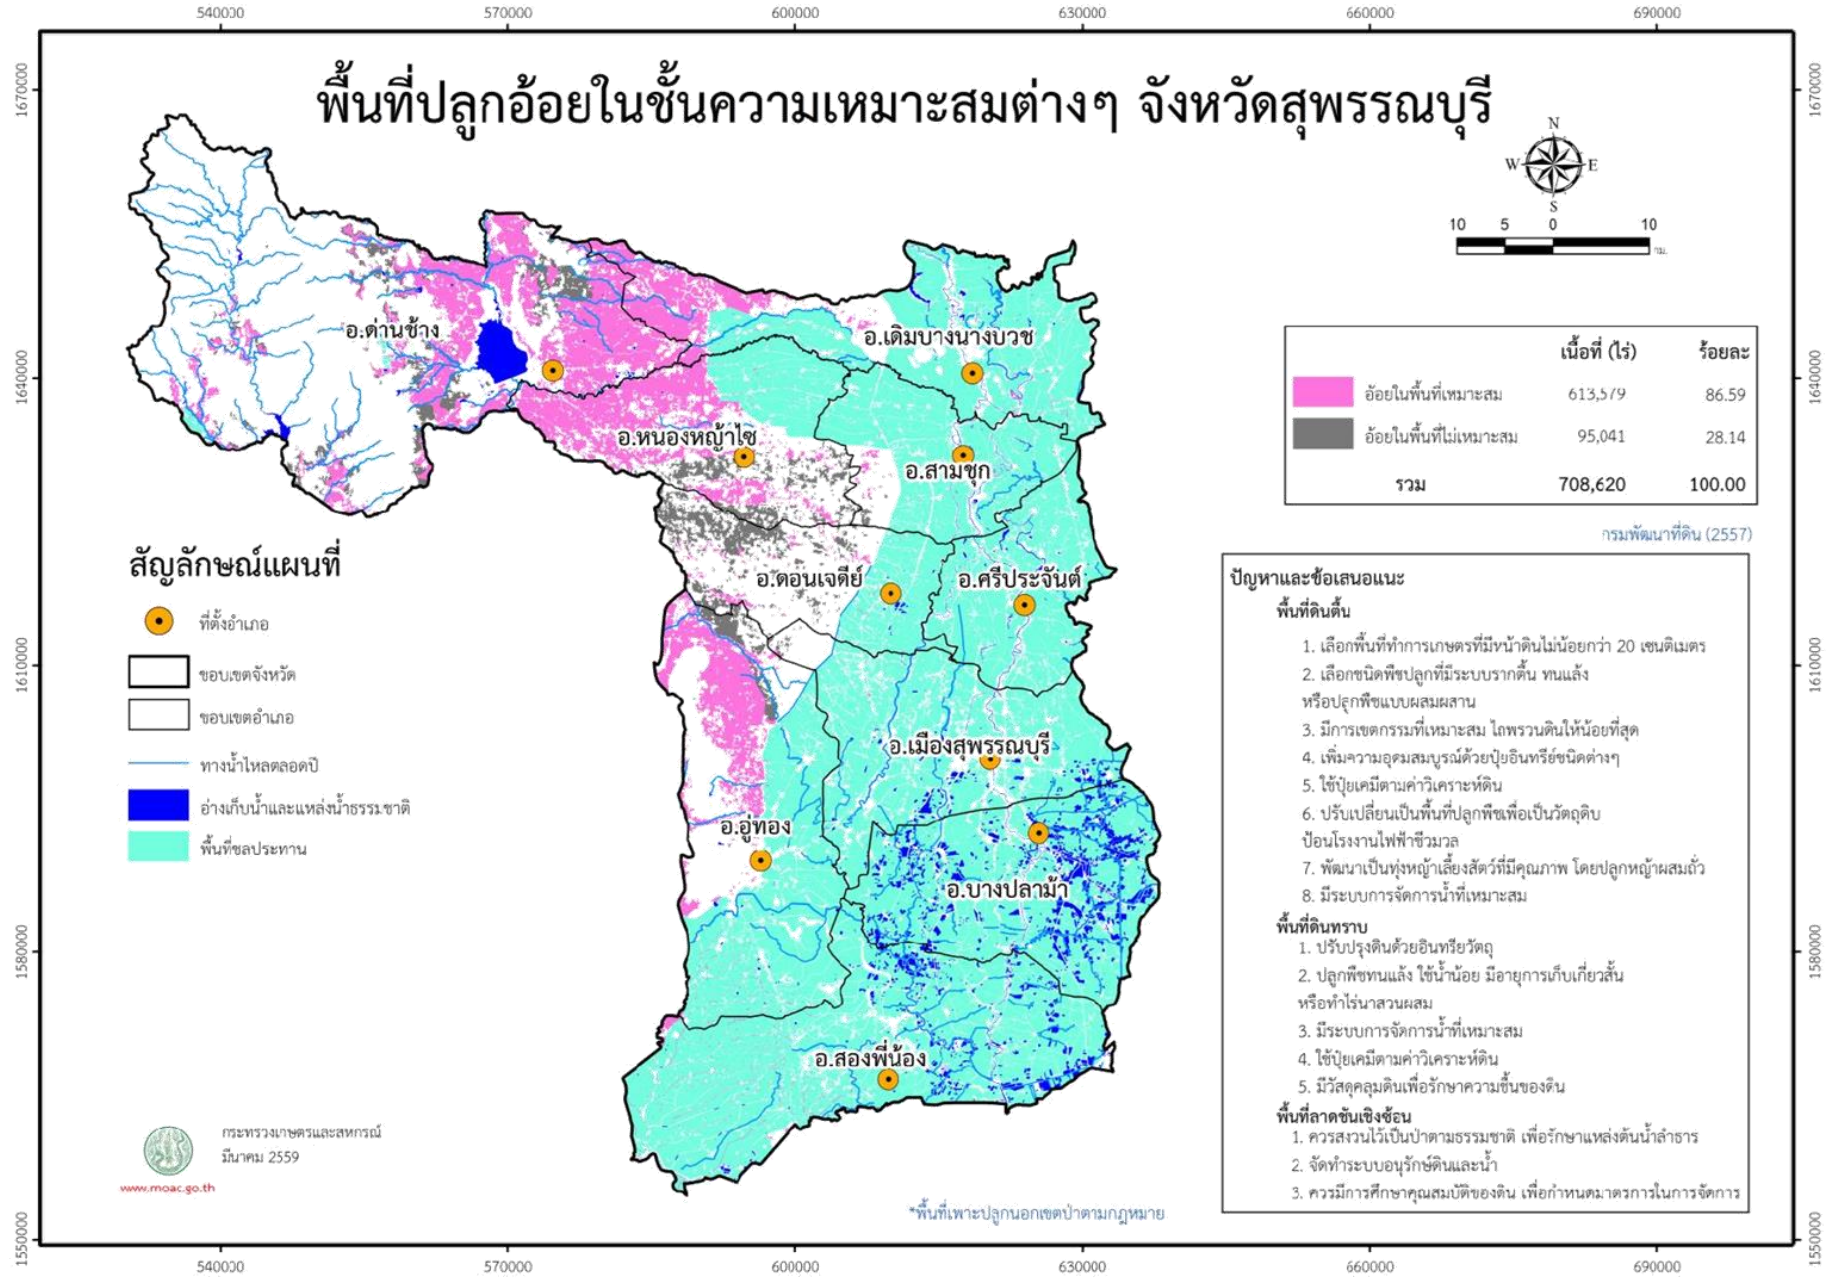 540000 570000 600000 630000 660000 690000
1670000
1640000
1610000
1580000
1550000
พื้นที่ปลูกอ้อยในชั้นความเหมาะสมต่างๆ จังหวัดสุพรรณบุรี
N
W E
S
10 5 0 10
กม.
เนื้อที่ (ไร่) ร้อยละ
อ้อยในพื้นที่เหมาะสม 613,579 86.59
อ้อยในพื้นที่ไม่เหมาะสม 95,041 28.14
รวม 708,620 100.00
กรมพัฒนาที่ดิน (2557)
อ.ด่านช้าง
อ.เดิมบางนางบวช
อ.หนองหญ้าไซ
อ.สามชุก
อ.ดอนเจดีย์
อ.ศรีประจันต์
อ.เมืองสุพรรณบุรี
อ.อู่ทอง
อ.บางปลาม้า
อ.สองพี่น้อง
สัญลักษณ์แผนที่
ที่ตั้งอำเภอ
ขอบเขตจังหวัด
ขอบเขตอำเภอ
ทางน้ำไหลตลอดปี
อ่างเก็บน้ำและแหล่งน้ำธรรมชาติ
พื้นที่ชลประทาน
ปัญหาและข้อเสนอแนะ
พื้นที่ดินตื้น
1. เลือกพื้นที่ทำการเกษตรที่มีหน้าดินไม่น้อยกว่า 20 เซนติเมตร
2. เลือกชนิดพืชปลูกที่มีระบบรากตื้น ทนแล้ง
หรือปลูกพืชแบบผสมผสาน
3. มีการเขตกรรมที่เหมาะสม ไถพรวนดินให้น้อยที่สุด
4. เพิ่มความอุดมสมบูรณ์ด้วยปุ๋ยอินทรีย์ชนิดต่างๆ
5. ใช้ปุ๋ยเคมีตามค่าวิเคราะห์ดิน
6. ปรับเปลี่ยนเป็นพื้นที่ปลูกพืชเพื่อเป็นวัตถุดิบ
ป้อนโรงงานไฟฟ้าชีวมวล
7. พัฒนาเป็นทุ่งหญ้าเลี้ยงสัตว์ที่มีคุณภาพ โดยปลูกหญ้าผสมถั่ว
8. มีระบบการจัดการน้ำที่เหมาะสม
พื้นที่ดินทราบ
1. ปรับปรุงดินด้วยอินทรียวัตถุ
2. ปลูกพืชทนแล้ง ใช้น้ำน้อย มีอายุการเก็บเกี่ยวสั้น
หรือทำไร่นาสวนผสม
3. มีระบบการจัดการน้ำที่เหมาะสม
4. ใช้ปุ๋ยเคมีตามค่าวิเคราะห์ดิน
5. มีวัสดุคลุมดินเพื่อรักษาความชื้นของดิน
พื้นที่ลาดชันเชิงซ้อน
1. ควรสงวนไว้เป็นป่าตามธรรมชาติ เพื่อรักษาแหล่งต้นน้ำลำธาร
2. จัดทำระบบอนุรักษ์ดินและน้ำ
3. ควรมีการศึกษาคุณสมบัติของดิน เพื่อกำหนดมาตรการในการจัดการ
กระทรวงเกษตรและสหกรณ์
มีนาคม 2559
www.moac.go.th
*พื้นที่เพาะปลูกนอกเขตป่าตามกฎหมาย
1670000
1640000
1610000
1580000
1550000
540000 570000 600000 630000 660000 690000